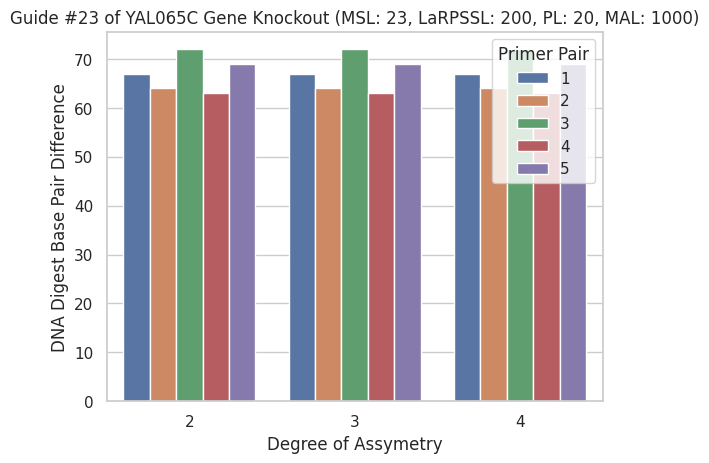 Guide #23 of YAL065C Gene Knockout (MSL: 23, LaRPSSL: 200, PL: 20, MAL: 1000)
Primer Pair
1
2
3
4
5
DNA Digest Base Pair Difference
70
60
50
40
30
20
10
0
2 3 4
Degree of Assymetry